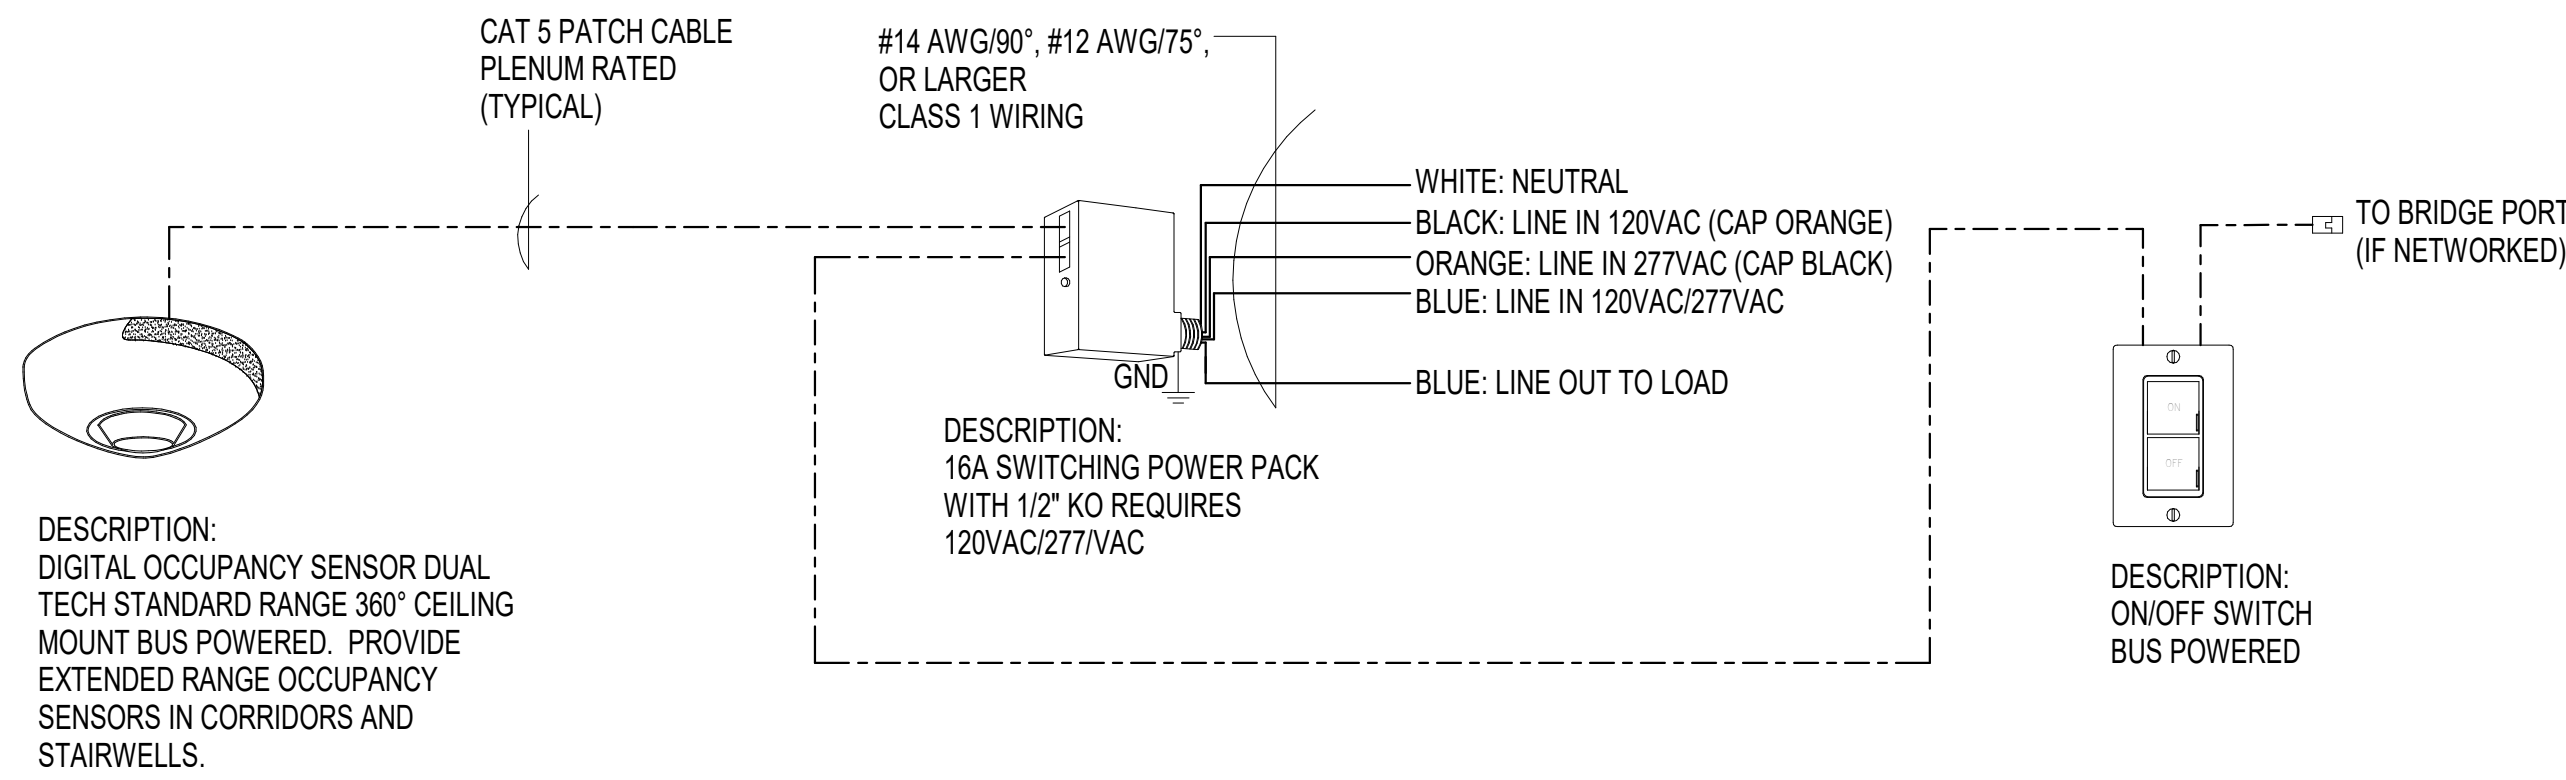 CAT 5 PATCH CABLE
PLENUM RATED
(TYPICAL)
#14 AWG/90°, #12 AWG/75°,
OR LARGER
CLASS 1 WIRING
WHITE: NEUTRAL
BLACK: LINE IN 120VAC (CAP ORANGE)
ORANGE: LINE IN 277VAC (CAP BLACK)
BLUE: LINE IN 120VAC/277VAC
BLUE: LINE OUT TO LOAD
GND
TO BRIDGE PORT
(IF NETWORKED)
ON
OFF
DESCRIPTION:
16A SWITCHING POWER PACK
WITH 1/2" KO REQUIRES
120VAC/277/VAC
DESCRIPTION:
DIGITAL OCCUPANCY SENSOR DUAL
TECH STANDARD RANGE 360° CEILING
MOUNT BUS POWERED. PROVIDE
EXTENDED RANGE OCCUPANCY
SENSORS IN CORRIDORS AND
STAIRWELLS.
DESCRIPTION:
ON/OFF SWITCH
BUS POWERED